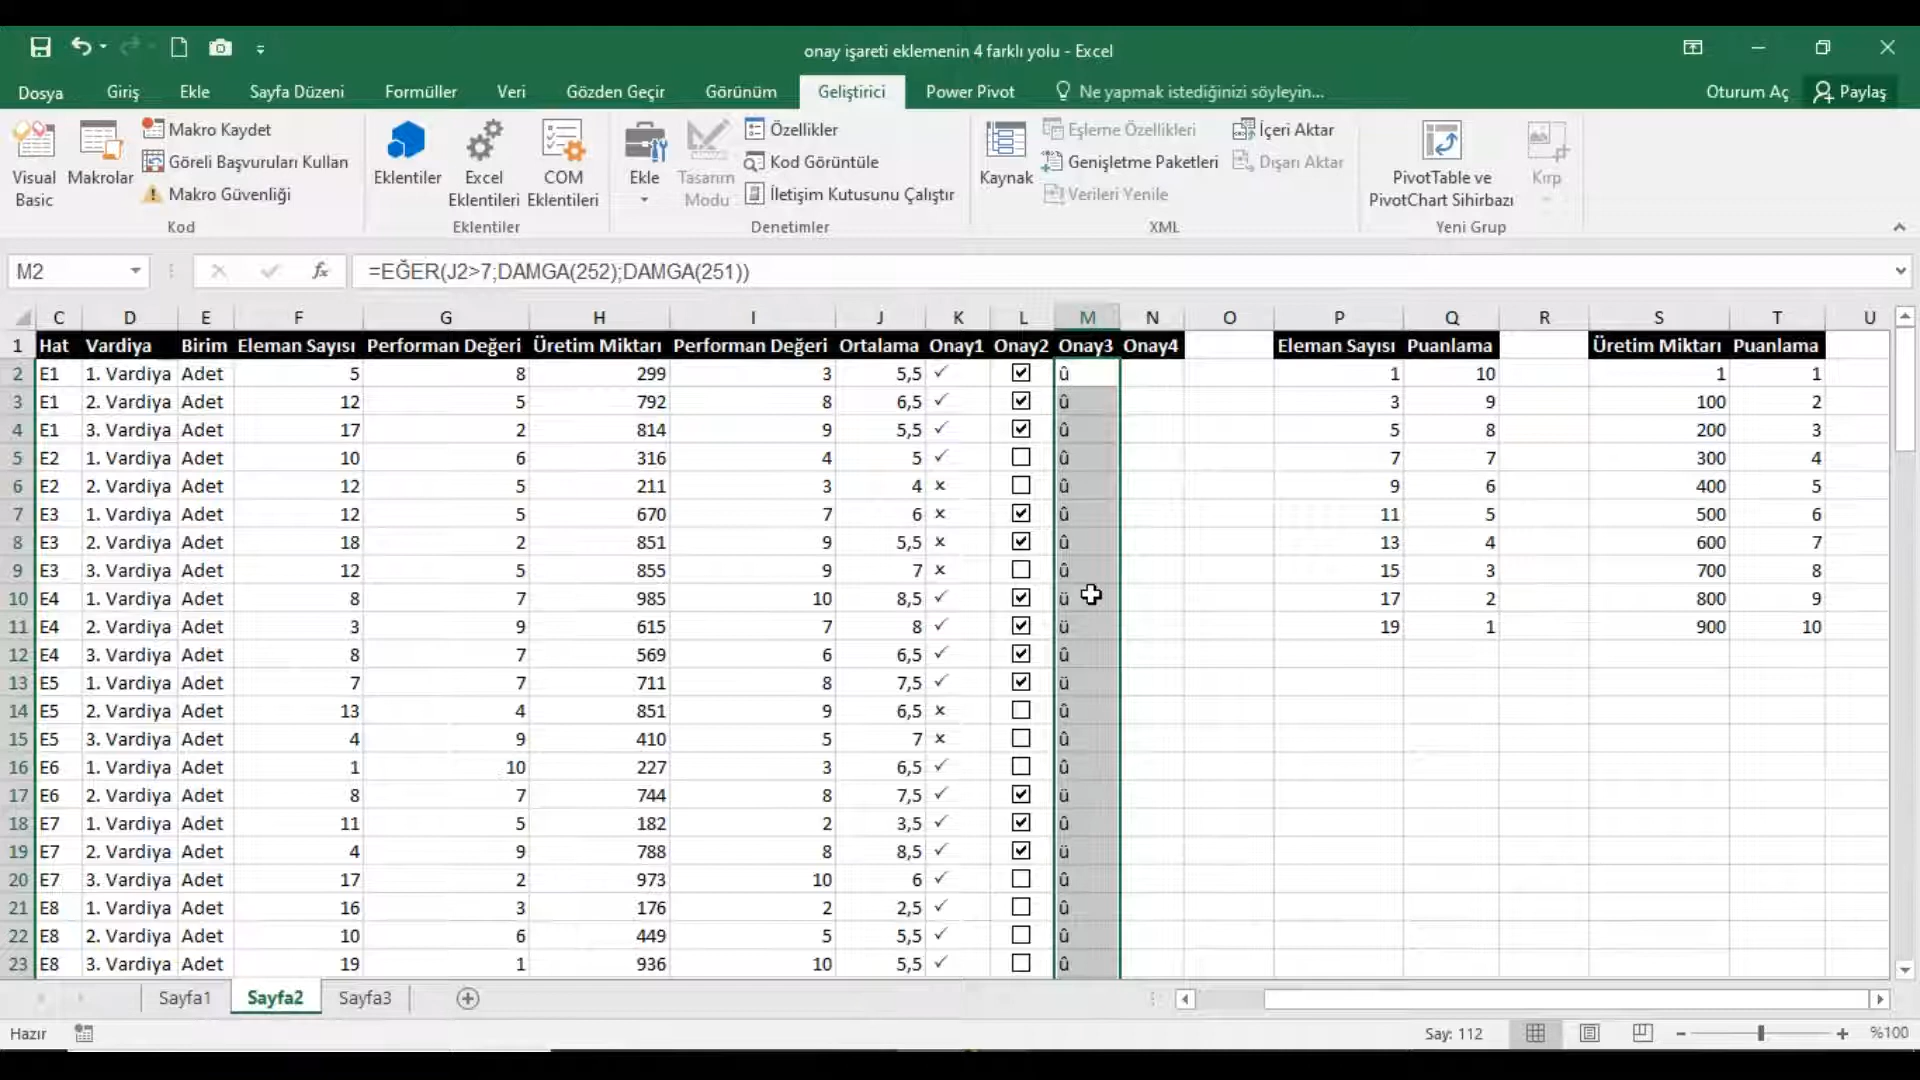 onay işareti eklemenin 4 farklı yolu - Excel
Dosya Giriş Ekle Sayfa Düzeni Formüller Veri Gözden Geçir Görünüm Geliştirici Power Pivot Ne yapmak istediğinizi söyleyin... Oturum Aç Paylaş
Visual Basic
Makrolar
Makro Kaydet
Göreli Başvuruları Kullan
Makro Güvenliği
Kod
Eklentiler
Excel Eklentileri
COM Eklentileri
Eklentiler
Ekle
Tasarım Modu
Özellikler
Kod Görüntüle
İletişim Kutusunu Çalıştır
Denetimler
Kaynak
Eşleme Özellikleri
Genişletme Paketleri
Verileri Yenile
İçeri Aktar
Dışarı Aktar
XML
PivotTable ve PivotChart Sihirbazı
Kırp
Yeni Grup
M2 fx =EĞER(J2>7;DAMGA(252);DAMGA(251))
C D E F G H I J K L M N O P Q R S T U
1 Hat Vardiya Birim Eleman Sayısı Performan Değeri Üretim Miktarı Performan Değeri Ortalama Onay1 Onay2 Onay3 Onay4 Eleman Sayısı Puanlama Üretim Miktarı Puanlama
2 E1 1. Vardiya Adet 5 8 299 3 5,5 ✓ ☑ û 1 10 1 1
3 E1 2. Vardiya Adet 12 5 792 8 6,5 ✓ ☑ û 3 9 100 2
4 E1 3. Vardiya Adet 17 2 814 9 5,5 ✓ ☑ û 5 8 200 3
5 E2 1. Vardiya Adet 10 6 316 4 5 ✓ ☐ û 7 7 300 4
6 E2 2. Vardiya Adet 12 5 211 3 4 × ☐ û 9 6 400 5
7 E3 1. Vardiya Adet 12 5 670 7 6 × ☑ û 11 5 500 6
8 E3 2. Vardiya Adet 18 2 851 9 5,5 × ☑ û 13 4 600 7
9 E3 3. Vardiya Adet 12 5 855 9 7 × ☐ û 15 3 700 8
10 E4 1. Vardiya Adet 8 7 985 10 8,5 ✓ ☑ ü 17 2 800 9
11 E4 2. Vardiya Adet 3 9 615 7 8 ✓ ☑ ü 19 1 900 10
12 E4 3. Vardiya Adet 8 7 569 6 6,5 ✓ ☑ û
13 E5 1. Vardiya Adet 7 7 711 8 7,5 ✓ ☑ ü
14 E5 2. Vardiya Adet 13 4 851 9 6,5 × ☐ û
15 E5 3. Vardiya Adet 4 9 410 5 7 × ☐ û
16 E6 1. Vardiya Adet 1 10 227 3 6,5 ✓ ☐ û
17 E6 2. Vardiya Adet 8 7 744 8 7,5 ✓ ☑ ü
18 E7 1. Vardiya Adet 11 5 182 2 3,5 ✓ ☑ û
19 E7 2. Vardiya Adet 4 9 788 8 8,5 ✓ ☑ ü
20 E7 3. Vardiya Adet 17 2 973 10 6 ✓ ☐ û
21 E8 1. Vardiya Adet 16 3 176 2 2,5 ✓ ☐ û
22 E8 2. Vardiya Adet 10 6 449 5 5,5 ✓ ☐ û
23 E8 3. Vardiya Adet 19 1 936 10 5,5 ✓ ☐ û
Sayfa1 Sayfa2 Sayfa3
Hazır Say: 112 %100